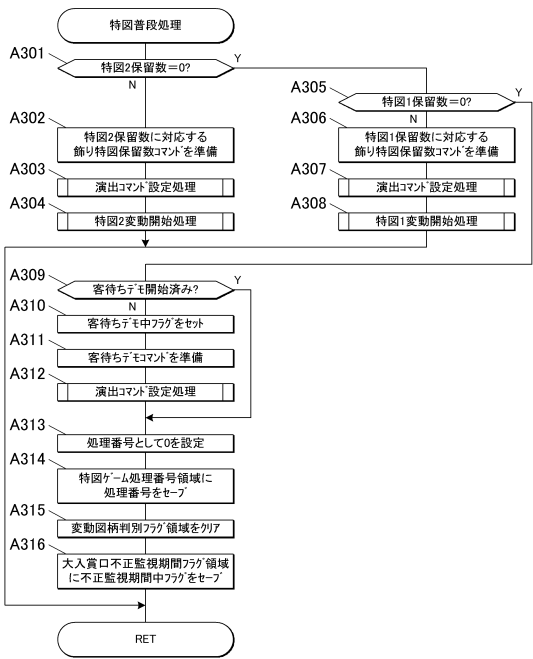 特図普段処理
A301
特図2保留数=0?
Y
N
A302
特図2保留数に対応する
飾り特図保留数コマンドを準備
A303
演出コマンド設定処理
A304
特図2変動開始処理
A305
特図1保留数=0?
Y
N
A306
特図1保留数に対応する
飾り特図保留数コマンドを準備
A307
演出コマンド設定処理
A308
特図1変動開始処理
A309
客待ちデモ開始済み?
Y
N
A310
客待ちデモ中フラグをセット
A311
客待ちデモコマンドを準備
A312
演出コマンド設定処理
A313
処理番号として0を設定
A314
特図ゲーム処理番号領域に
処理番号をセーブ
A315
変動図柄判別フラグ領域をクリア
A316
大入賞口不正監視期間フラグ領域
に不正監視期間中フラグをセーブ
RET